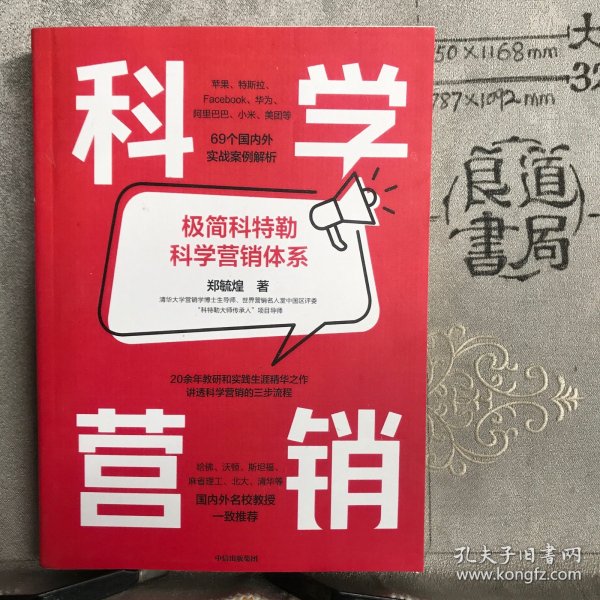 科学
苹果、特斯拉、
Facebook、华为、
阿里巴巴、小米、美团等
69个国内外
实战案例解析
极简科特勒
科学营销体系
郑毓煌 著
清华大学营销学博士生导师、世界营销名人堂中国区评委
“科特勒大师传承人”项目导师
20余年教研和实践生涯精华之作
讲透科学营销的三步流程
营销
哈佛、沃顿、斯坦福、
麻省理工、北大、清华等
国内外名校教授
一致推荐
中信出版集团
50×1168mm
大
787×1092mm
32
良道
書局
孔夫子旧书网
www.kongfz.com